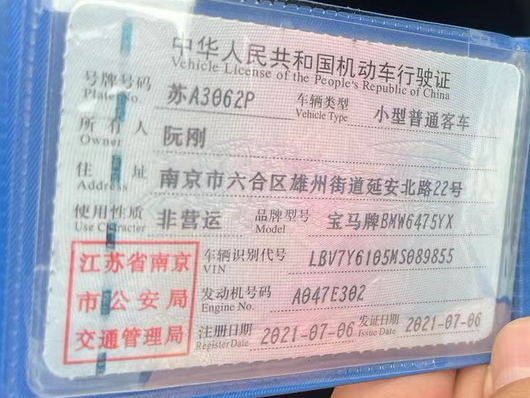 中华人民共和国机动车行驶证
Vehicle License of the People's Republic of China
号牌号码 Plate No. 苏A3062P 车辆类型 Vehicle Type 小型普通客车
所有人 Owner 阮刚
住址 Address 南京市六合区雄州街道延安北路22号
使用性质 Use Character 非营运 品牌型号 Model 宝马牌BMW6475YX
江苏省南京市公安局交通管理局
车辆识别代号 VIN LBV7Y6105MS089855
发动机号码 Engine No. A047E302
注册日期 Register Date 2021-07-06 发证日期 Issue Date 2021-07-06